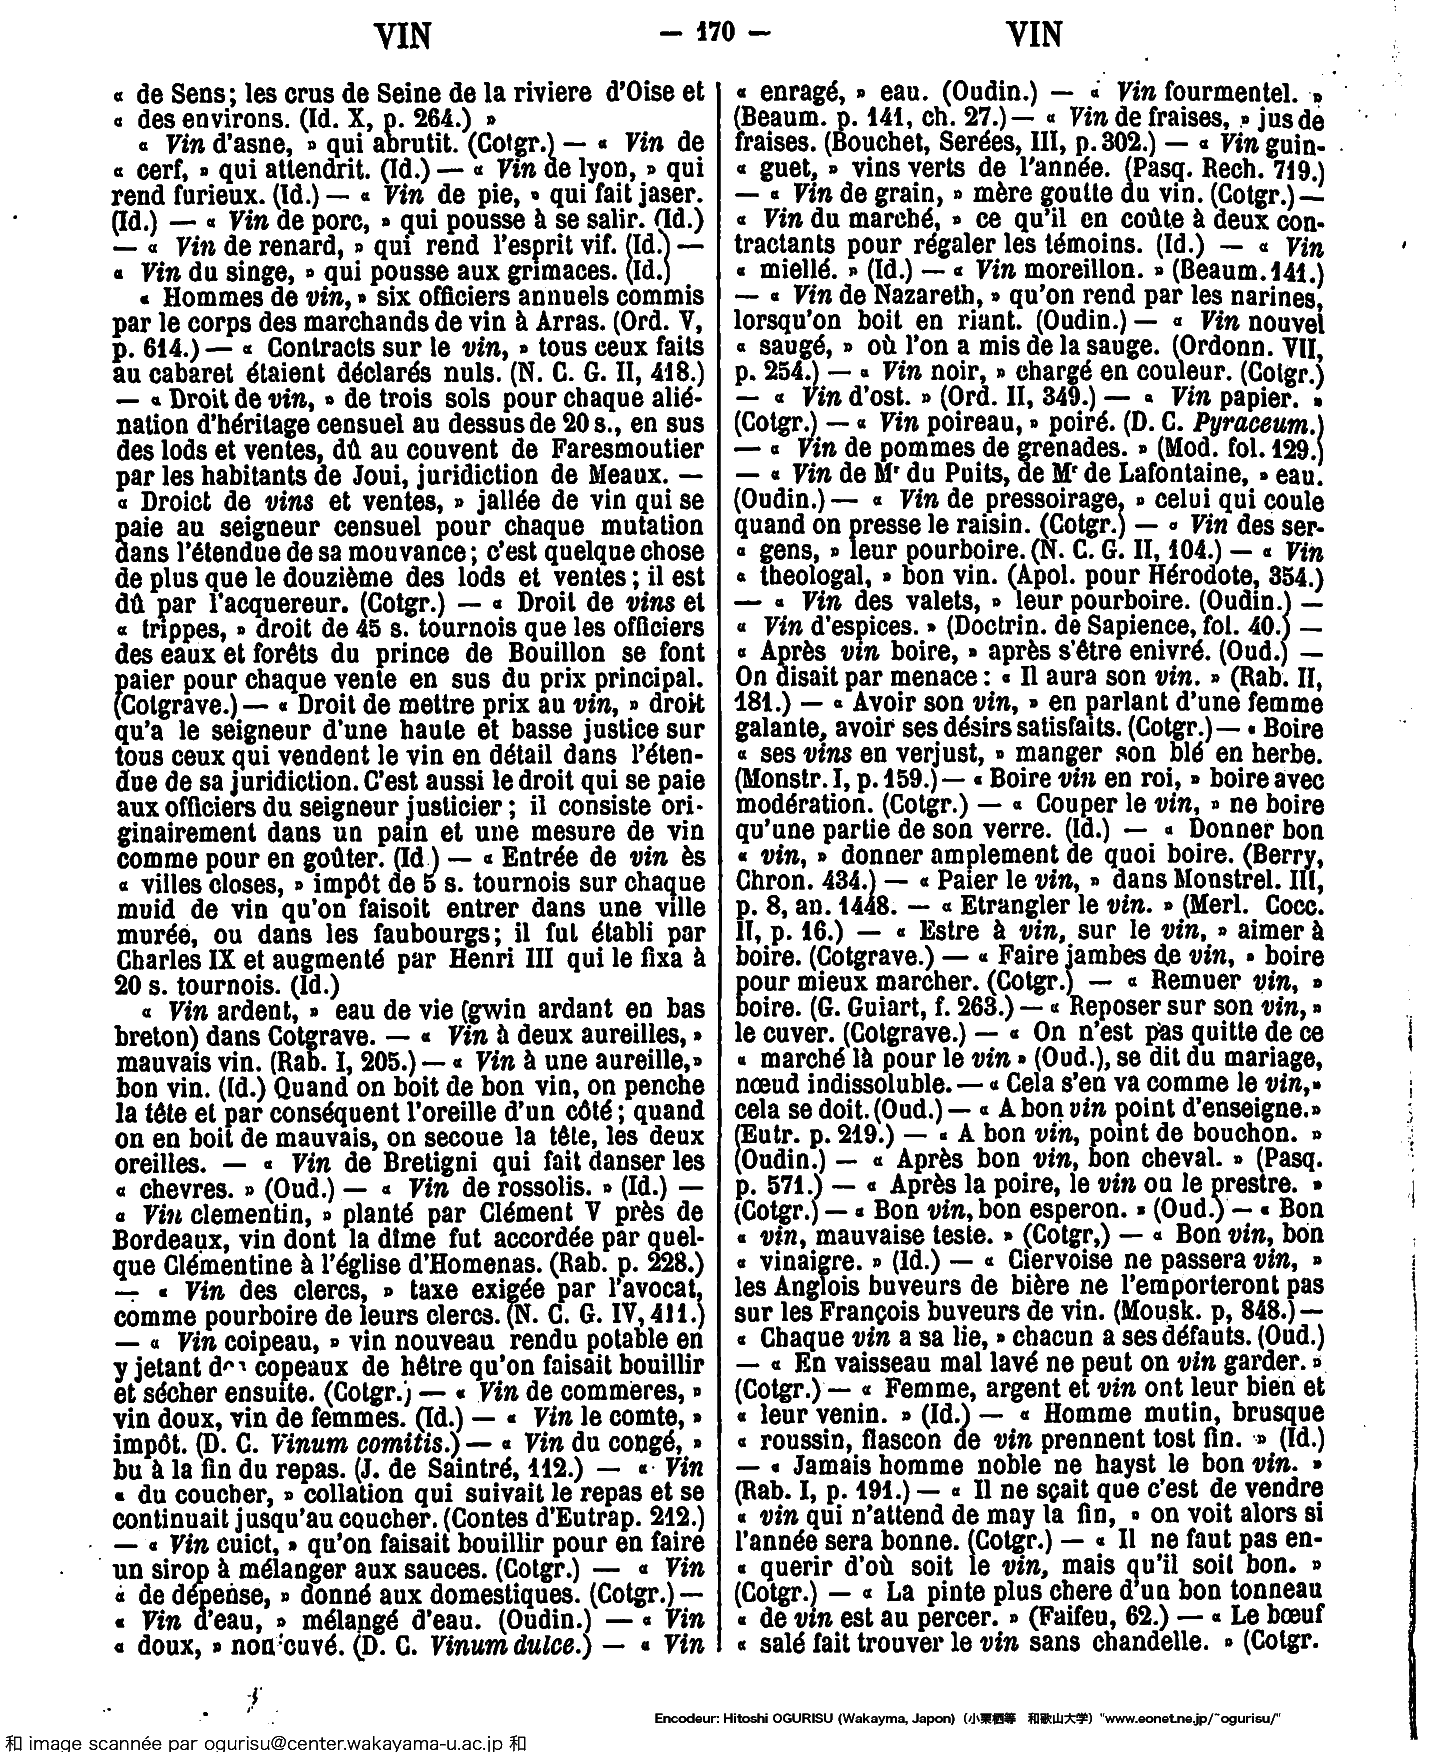 VIN — 170 — VIN
« de Sens; les crus de Seine de la riviere d'Oise et
« des environs. (Id. X, p. 264.) »
« Vin d'asne, » qui abrutit. (Cotgr.) — « Vin de
« cerf, » qui attendrit. (Id.) — « Vin de lyon, » qui
rend furieux. (Id.) — « Vin de pie, » qui fait jaser.
(Id.) — « Vin de porc, » qui pousse à se salir. (Id.)
— « Vin de renard, » qui rend l'esprit vif. (Id.) —
« Vin du singe, » qui pousse aux grimaces. (Id.)
« Hommes de vin, » six officiers annuels commis
par le corps des marchands de vin à Arras. (Ord. V,
p. 614.) — « Contracts sur le vin, » tous ceux faits
au cabaret étaient déclarés nuls. (N. C. G. II, 418.)
— « Droit de vin, » de trois sols pour chaque alié-
nation d'héritage censuel au dessus de 20 s., en sus
des lods et ventes, dû au couvent de Faresmoutier
par les habitants de Joui, juridiction de Meaux. —
« Droict de vins et ventes, » jallée de vin qui se
paie au seigneur censuel pour chaque mutation
dans l'étendue de sa mouvance; c'est quelque chose
de plus que le douzième des lods et ventes; il est
dû par l'acquereur. (Cotgr.) — « Droit de vins et
« trippes, » droit de 45 s. tournois que les officiers
des eaux et forêts du prince de Bouillon se font
paier pour chaque vente en sus du prix principal.
(Cotgrave.) — « Droit de mettre prix au vin, » droit
qu'a le seigneur d'une haute et basse justice sur
tous ceux qui vendent le vin en détail dans l'éten-
due de sa juridiction. C'est aussi le droit qui se paie
aux officiers du seigneur justicier; il consiste ori-
ginairement dans un pain et une mesure de vin
comme pour en goûter. (Id ) — « Entrée de vin ès
« villes closes, » impôt de 5 s. tournois sur chaque
muid de vin qu'on faisoit entrer dans une ville
murée, ou dans les faubourgs; il fut établi par
Charles IX et augmenté par Henri III qui le fixa à
20 s. tournois. (Id.)
« Vin ardent, » eau de vie (gwin ardant en bas
breton) dans Cotgrave. — « Vin à deux aureilles, »
mauvais vin. (Rab. I, 205.) — « Vin à une aureille, »
bon vin. (Id.) Quand on boit de bon vin, on penche
la tête et par conséquent l'oreille d'un côté; quand
on en boit de mauvais, on secoue la tête, les deux
oreilles. — « Vin de Bretigni qui fait danser les
« chevres. » (Oud.) — « Vin de rossolis. » (Id.) —
« Vin clementin, » planté par Clément V près de
Bordeaux, vin dont la dîme fut accordée par quel-
que Clémentine à l'église d'Homenas. (Rab. p. 228.)
— « Vin des clercs, » taxe exigée par l'avocat,
comme pourboire de leurs clercs. (N. C. G. IV, 411.)
— « Vin coipeau, » vin nouveau rendu potable en
y jetant copeaux de hêtre qu'on faisait bouillir
et sécher ensuite. (Cotgr.) — « Vin de commères, »
vin doux, vin de femmes. (Id.) — « Vin le comte, »
impôt. (D. C. Vinum comitis.) — « Vin du congé, »
bu à la fin du repas. (J. de Saintré, 112.) — « Vin
« du coucher, » collation qui suivait le repas et se
continuait jusqu'au coucher. (Contes d'Eutrap. 212.)
— « Vin cuict, » qu'on faisait bouillir pour en faire
un sirop à mélanger aux sauces. (Cotgr.) — « Vin
« de dépense, » donné aux domestiques. (Cotgr.) —
« Vin d'eau, » mélangé d'eau. (Oudin.) — « Vin
« doux, » non cuvé. (D. C. Vinum dulce.) — « Vin
« enragé, » eau. (Oudin.) — « Vin fourmentel. »
(Beaum. p. 141, ch. 27.) — « Vin de fraises, » jus de
fraises. (Bouchet, Serées, III, p. 302.) — « Vin guin-
« guet, » vins verts de l'année. (Pasq. Rech. 719.)
— « Vin de grain, » mère goutte du vin. (Cotgr.) —
« Vin du marché, » ce qu'il en coûte à deux con-
tractants pour régaler les témoins. (Id.) — « Vin
« miellé. » (Id.) — « Vin moreillon. » (Beaum. 141.)
— « Vin de Nazareth, » qu'on rend par les narines,
lorsqu'on boit en riant. (Oudin.) — « Vin nouvel
« saugé, » où l'on a mis de la sauge. (Ordonn. VII,
p. 254.) — « Vin noir, » chargé en couleur. (Cotgr.)
— « Vin d'ost. » (Ord. II, 349.) — « Vin papier. »
(Cotgr.) — « Vin poireau, » poiré. (D. C. Pyraceum.)
— « Vin de pommes de grenades. » (Mod. fol. 129.)
— « Vin de Mr du Puits, de Mr de Lafontaine, » eau.
(Oudin.) — « Vin de pressoirage, » celui qui coule
quand on presse le raisin. (Cotgr.) — « Vin des ser-
« gens, » leur pourboire. (N. C. G. II, 104.) — « Vin
« theologal, » bon vin. (Apol. pour Hérodote, 354.)
— « Vin des valets, » leur pourboire. (Oudin.) —
« Vin d'espices. » (Doctrin. de Sapience, fol. 40.) —
« Après vin boire, » après s'être enivré. (Oud.) —
On disait par menace: « Il aura son vin. » (Rab. II,
181.) — « Avoir son vin, » en parlant d'une femme
galante, avoir ses désirs satisfaits. (Cotgr.) — « Boire
« ses vins en verjust, » manger son blé en herbe.
(Monstr. I, p. 159.) — « Boire vin en roi, » boire avec
modération. (Cotgr.) — « Couper le vin, » ne boire
qu'une partie de son verre. (Id.) — « Donner bon
« vin, » donner amplement de quoi boire. (Berry,
Chron. 434.) — « Paier le vin, » dans Monstrel. III,
p. 8, an. 1448. — « Etrangler le vin. » (Merl. Cocc.
II, p. 16.) — « Estre à vin, sur le vin, » aimer à
boire. (Cotgrave.) — « Faire jambes de vin, » boire
pour mieux marcher. (Cotgr.) — « Remuer vin, »
boire. (G. Guiart, f. 263.) — « Reposer sur son vin, »
le cuver. (Cotgrave.) — « On n'est pas quitte de ce
« marché là pour le vin » (Oud.), se dit du mariage,
nœud indissoluble. — « Cela s'en va comme le vin, »
cela se doit. (Oud.) — « A bon vin point d'enseigne. »
(Eutr. p. 219.) — « A bon vin, point de bouchon. »
(Oudin.) — « Après bon vin, bon cheval. » (Pasq.
p. 571.) — « Après la poire, le vin ou le prestre. »
(Cotgr.) — « Bon vin, bon esperon. » (Oud.) — « Bon
« vin, mauvaise teste. » (Cotgr,) — « Bon vin, bon
« vinaigre. » (Id.) — « Ciervoise ne passera vin, »
les Anglois buveurs de bière ne l'emporteront pas
sur les François buveurs de vin. (Mousk. p, 848.) —
« Chaque vin a sa lie, » chacun a ses défauts. (Oud.)
— « En vaisseau mal lavé ne peut on vin garder. »
(Cotgr.) — « Femme, argent et vin ont leur bien et
« leur venin. » (Id.) — « Homme mutin, brusque
« roussin, flascon de vin prennent tost fin. » (Id.)
— « Jamais homme noble ne hayst le bon vin. »
(Rab. I, p. 191.) — « Il ne sçait que c'est de vendre
« vin qui n'attend de may la fin, » on voit alors si
l'année sera bonne. (Cotgr.) — « Il ne faut pas en-
« querir d'où soit le vin, mais qu'il soit bon. »
(Cotgr.) — « La pinte plus chere d'un bon tonneau
« de vin est au percer. » (Faifeu, 62.) — « Le bœuf
« salé fait trouver le vin sans chandelle. » (Cotgr.
Encodeur: Hitoshi OGURISU (Wakayma, Japon) (小栗栖等 和歌山大学) "www.eonet.ne.jp/~ogurisu/"
和 image scannée par ogurisu@center.wakayama-u.ac.jp 和